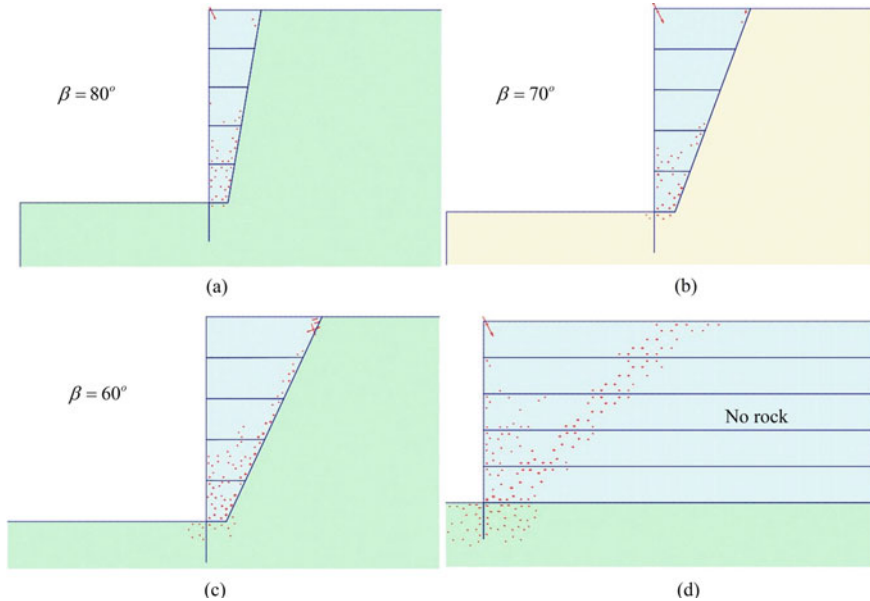 β = 80°
β = 70°
(a)
(b)
β = 60°
No rock
(c)
(d)